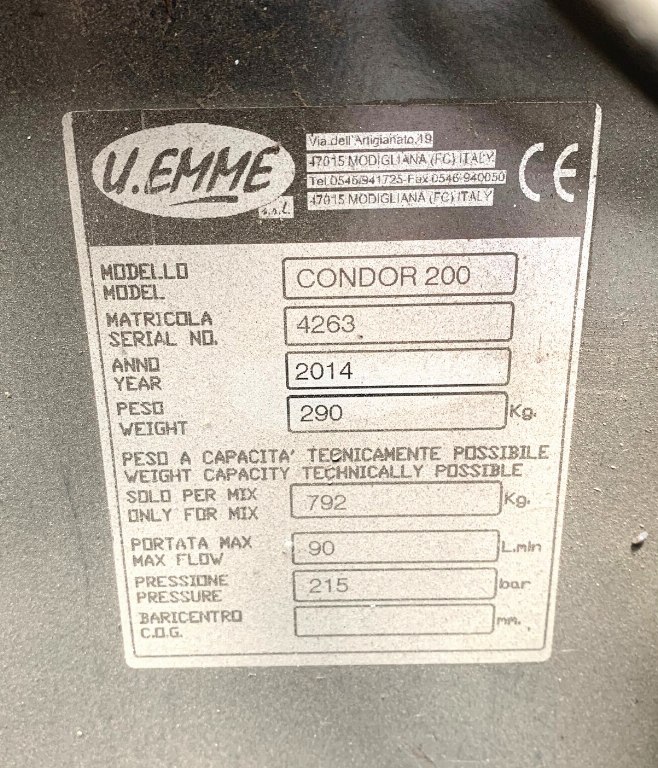 U.EMME
s.r.l.
Via dell'Artigianato,19
47015 MODIGLIANA (FC) ITALY
Tel.0546/941725-Fax 0546-940050
47015 MODIGLIANA (FC) ITALY
CE
MODELLO
MODEL
CONDOR 200
MATRICOLA
SERIAL NO.
4263
ANNO
YEAR
2014
PESO
WEIGHT
290 Kg.
PESO A CAPACITA' TECNICAMENTE POSSIBILE
WEIGHT CAPACITY TECHNICALLY POSSIBLE
SOLO PER MIX
ONLY FOR MIX
792 Kg.
PORTATA MAX
MAX FLOW
90 L.min
PRESSIONE
PRESSURE
215 bar
BARICENTRO
C.O.G.
mm.